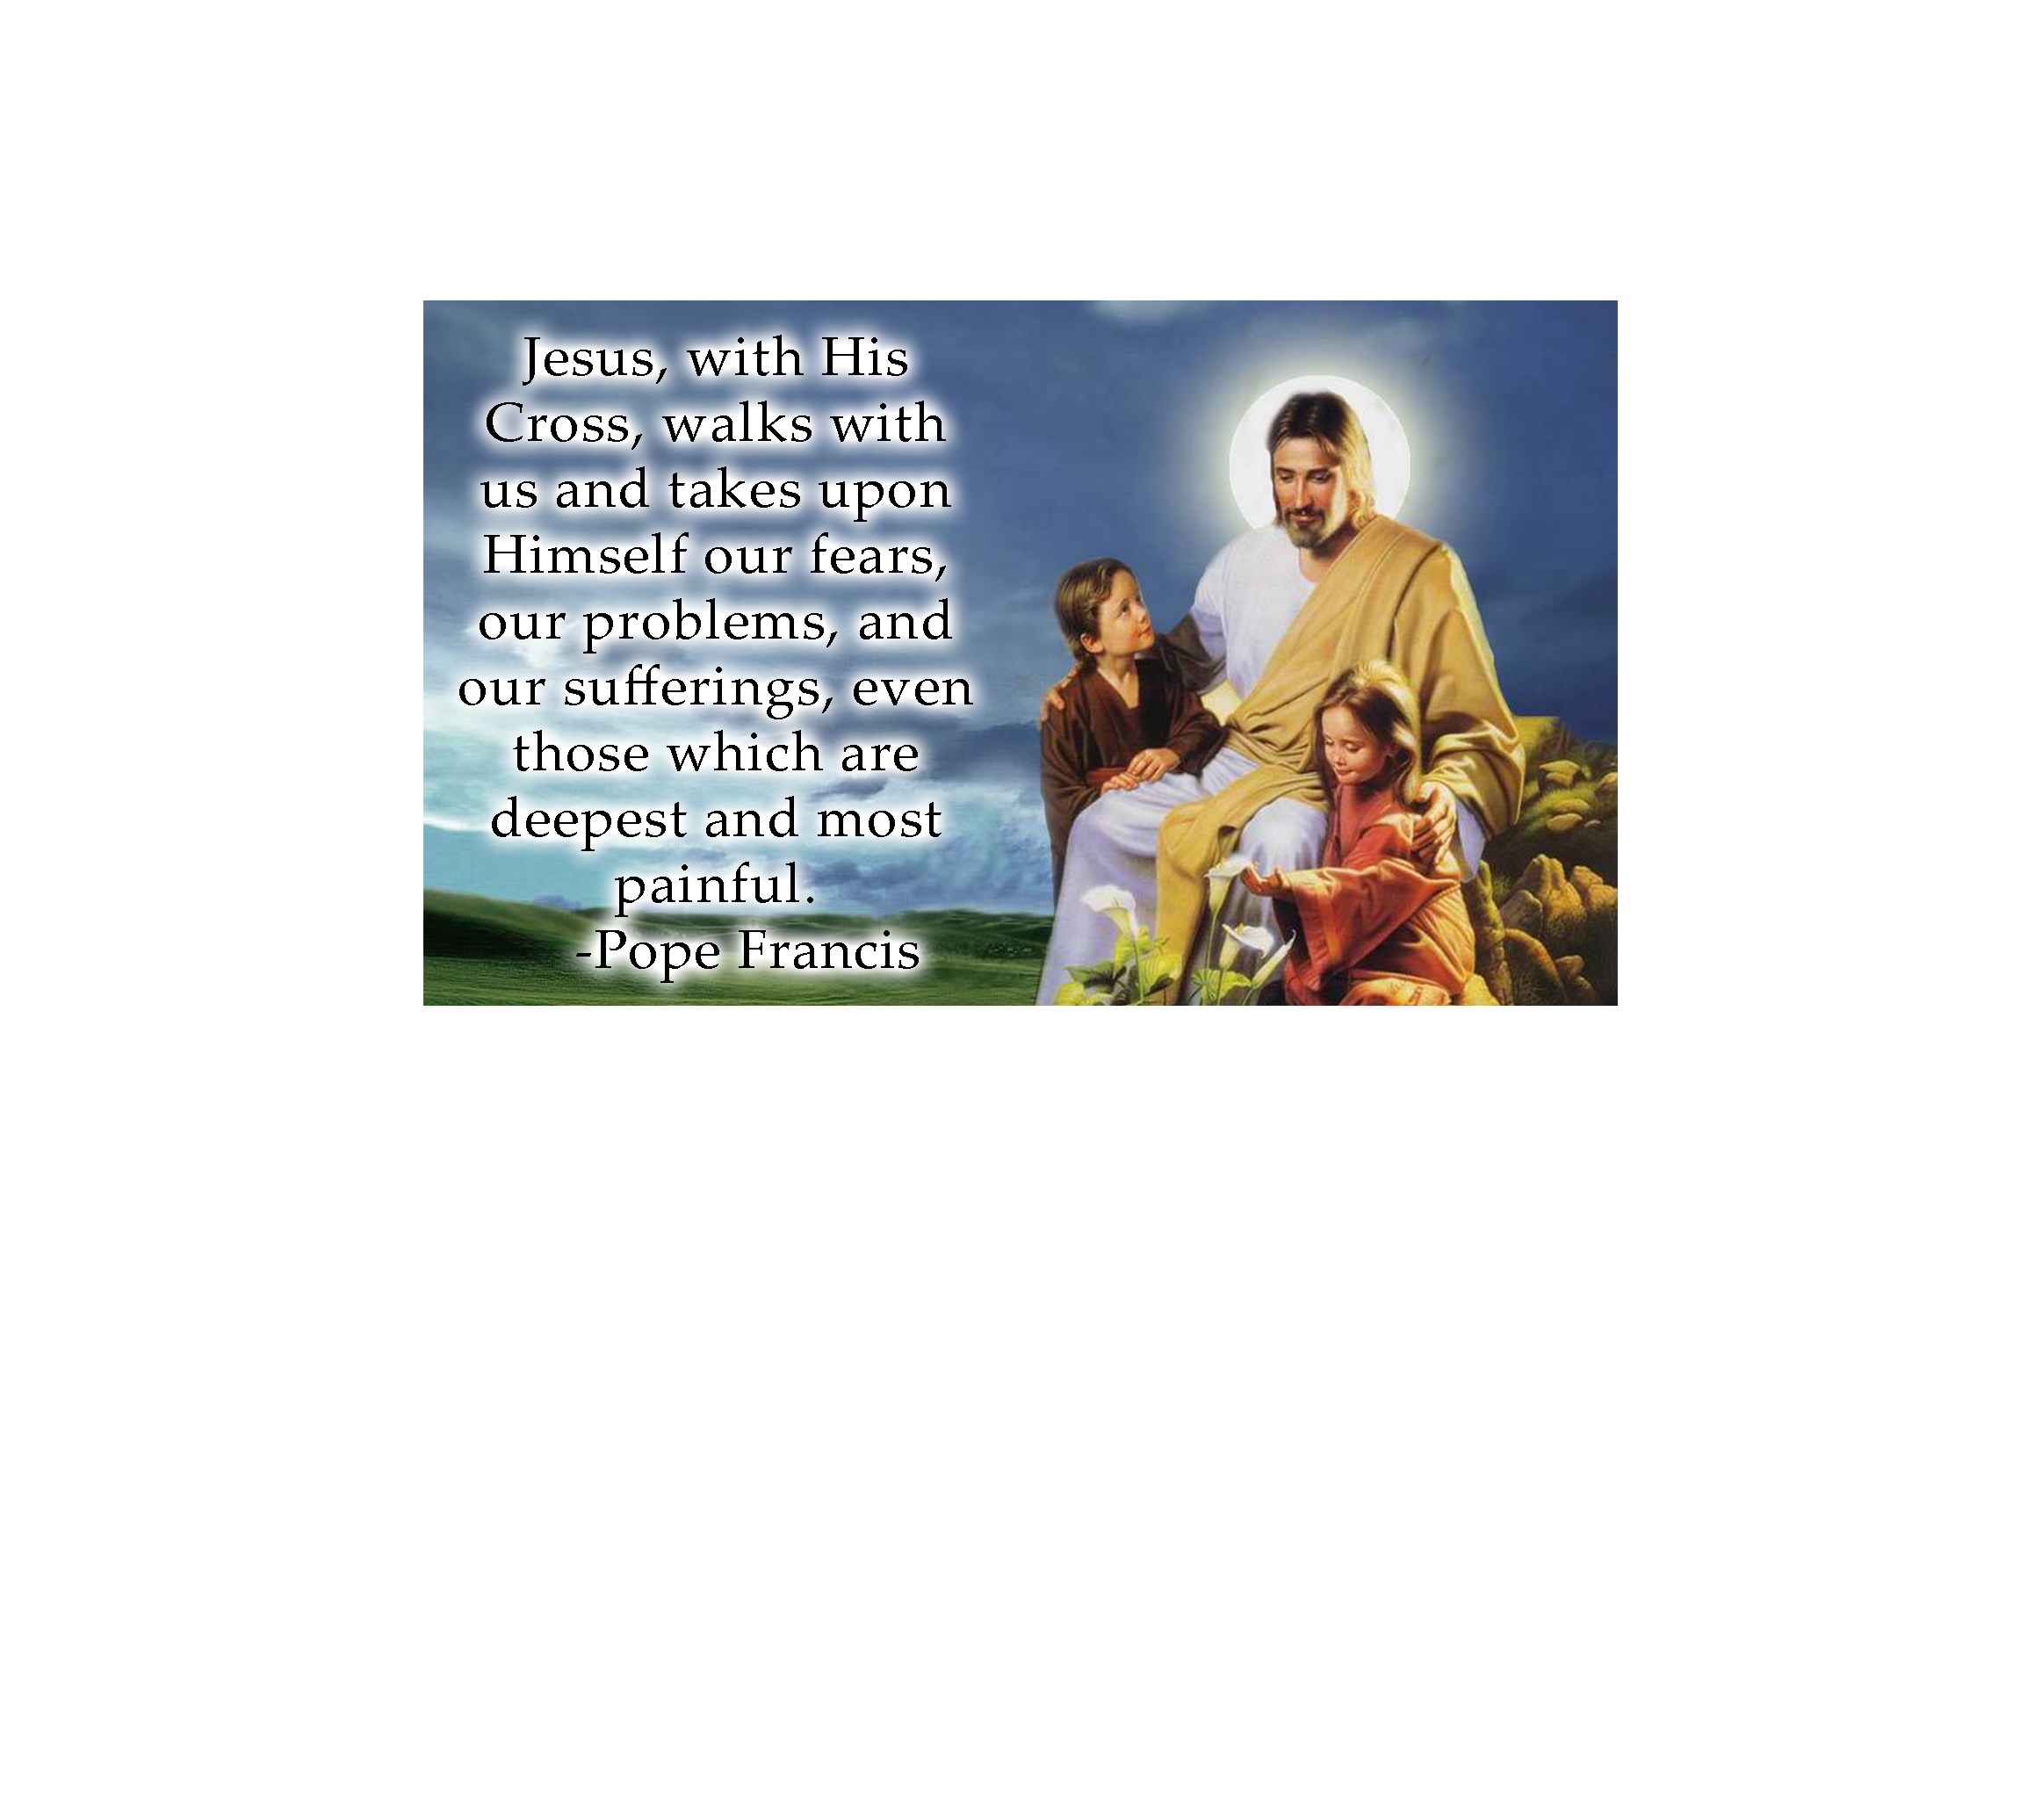 Jesus, with His
Cross, walks with
us and takes upon
Himself our fears,
our problems, and
our sufferings, even
those which are
deepest and most
painful.
-Pope Francis